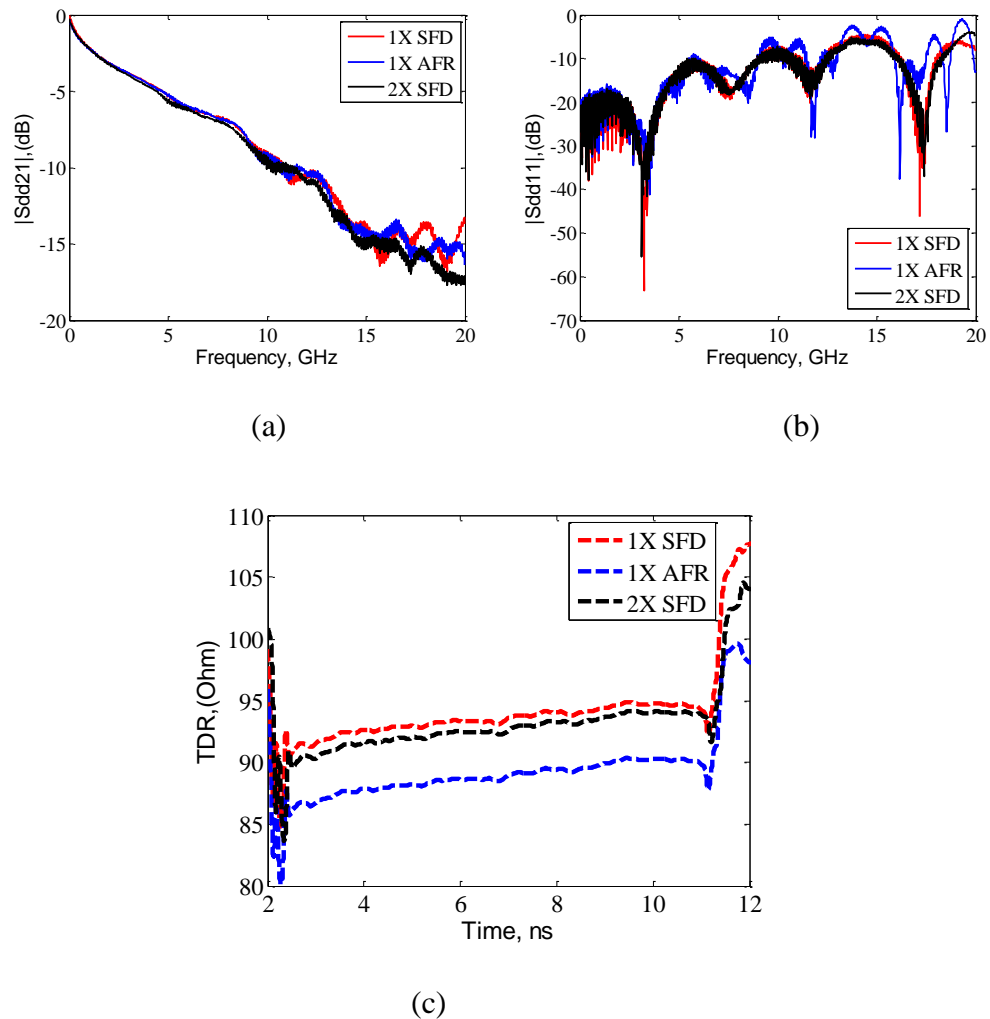 0
-5
-10
-15
-20
0 5 10 15 20
|Sdd21|,(dB)
Frequency, GHz
1X SFD
1X AFR
2X SFD
(a)
0
-10
-20
-30
-40
-50
-60
-70
0 5 10 15 20
|Sdd11|,(dB)
Frequency, GHz
1X SFD
1X AFR
2X SFD
(b)
110
105
100
95
90
85
80
2 4 6 8 10 12
TDR,(Ohm)
Time, ns
1X SFD
1X AFR
2X SFD
(c)